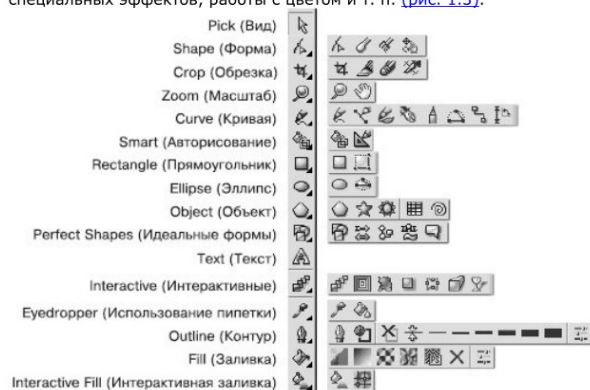 специальных эффектов, работы с цветом и т. п. (рис. 1.3).
Pick (Вид)
Shape (Форма)
Crop (Обрезка)
Zoom (Масштаб)
Curve (Кривая)
Smart (Авторисование)
Rectangle (Прямоугольник)
Ellipse (Эллипс)
Object (Объект)
Perfect Shapes (Идеальные формы)
Text (Текст)
Interactive (Интерактивные)
Eyedropper (Использование пипетки)
Outline (Контур)
Fill (Заливка)
Interactive Fill (Интерактивная заливка)